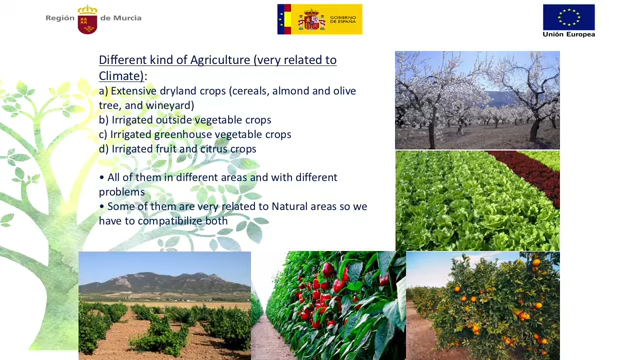 Región de Murcia
GOBIERNO
DE ESPAÑA
Unión Europea
Different kind of Agriculture (very related to
Climate):
a) Extensive dryland crops (cereals, almond and olive
tree, and wineyard)
b) Irrigated outside vegetable crops
c) Irrigated greenhouse vegetable crops
d) Irrigated fruit and citrus crops
• All of them in different areas and with different
problems
• Some of them are very related to Natural areas so we
have to compatibilize both